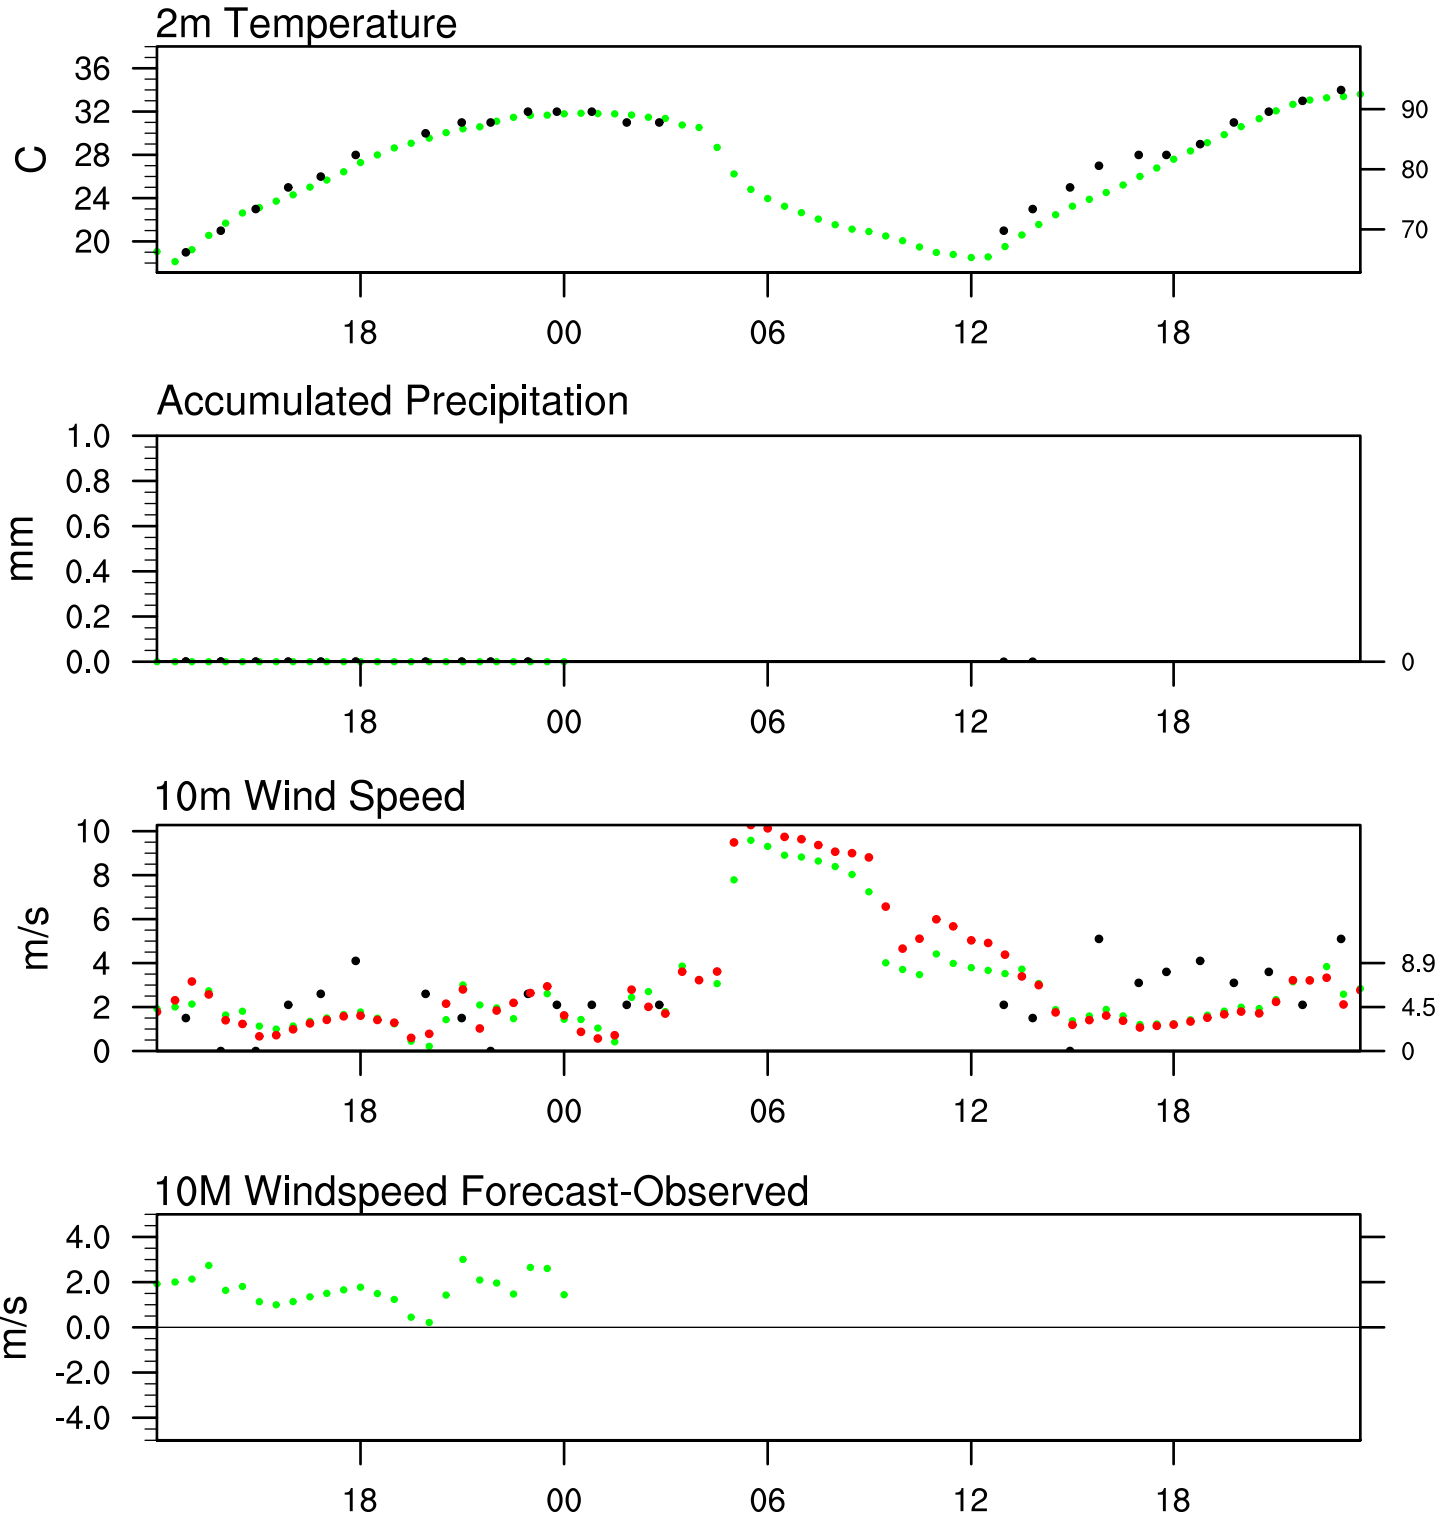 2m Temperature
36
32
28
24
20
C
90
80
70
18 00 06 12 18
Accumulated Precipitation
1.0
0.8
0.6
0.4
0.2
0.0
mm
0
18 00 06 12 18
10m Wind Speed
10
8
6
4
2
0
m/s
8.9
4.5
0
18 00 06 12 18
10M Windspeed Forecast-Observed
4.0
2.0
0.0
-2.0
-4.0
m/s
18 00 06 12 18